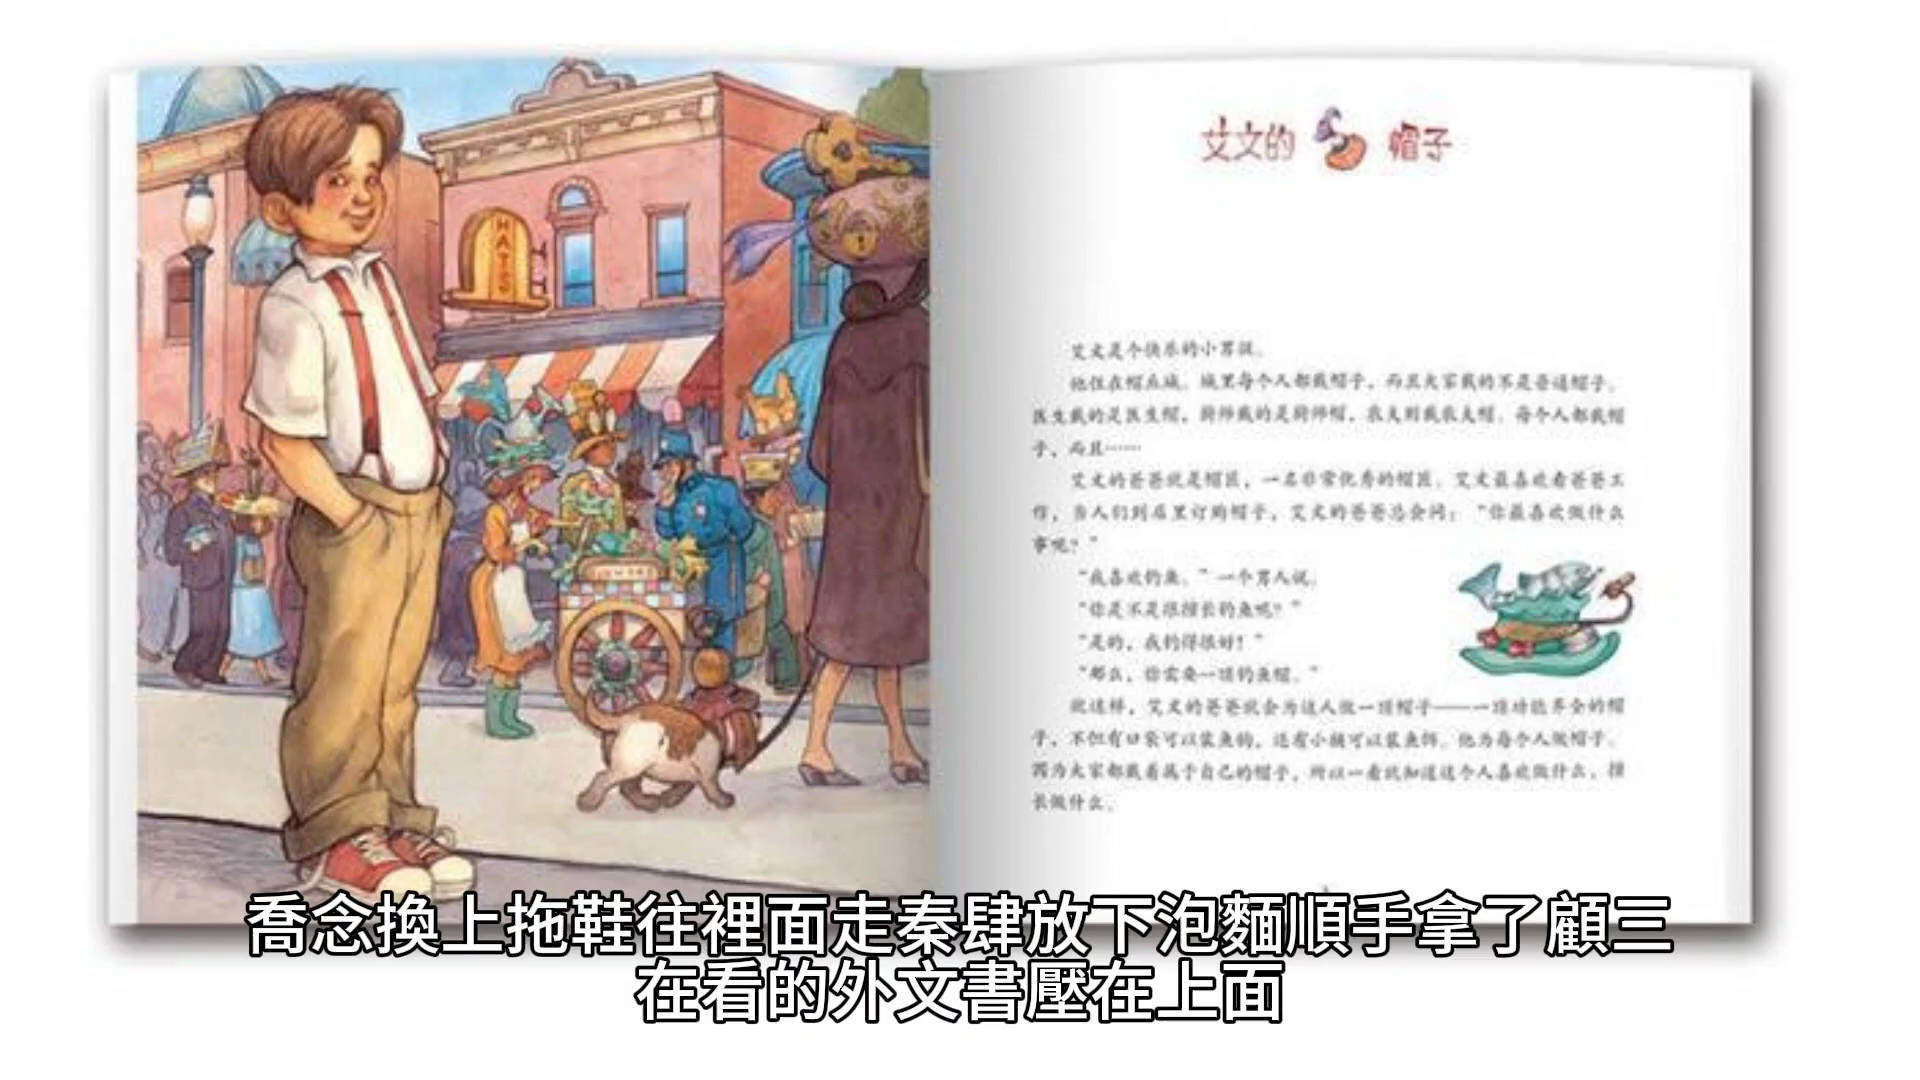 HATS
艾文的帽子
艾文是个快乐的小男孩。
他住在帽点城。城里每个人都戴帽子，而且大家戴的不是普通帽子。
医生戴的是医生帽，厨师戴的是厨师帽，农夫则戴农夫帽。每个人都戴帽
子，而且……
艾文的爸爸就是帽匠，一名非常优秀的帽匠。艾文最喜欢看爸爸工
作，当人们到店里订购帽子，艾文的爸爸总会问：“你最喜欢做什么
事呢？”
“我喜欢钓鱼。”一个男人说。
“你是不是很擅长钓鱼呢？”
“是的，我钓得很好！”
“那么，你需要一顶钓鱼帽。”
就这样，艾文的爸爸就会为这人做一顶帽子——一顶功能齐全的帽
子，不但有口袋可以装鱼钩，还有小桶可以装鱼饵。他为每个人做帽子。
因为大家都戴着属于自己的帽子，所以一看就知道这个人喜欢做什么，擅
长做什么。
喬念換上拖鞋往裡面走秦肆放下泡麵順手拿了顧三
在看的外文書壓在上面